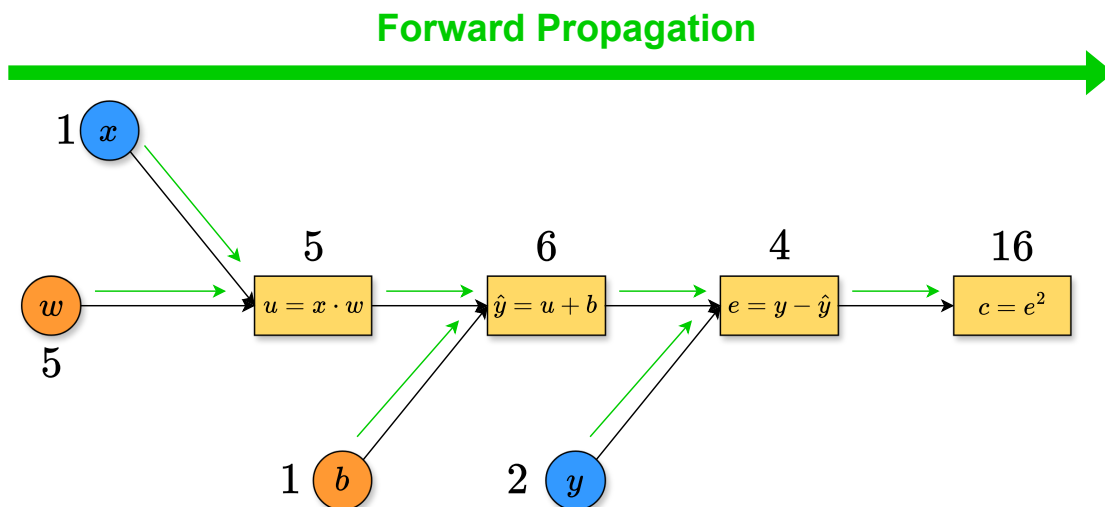 Forward Propagation
1 x
5 6 4 16
w u = x · w ŷ = u + b e = y − ŷ c = e²
5
1 b 2 y